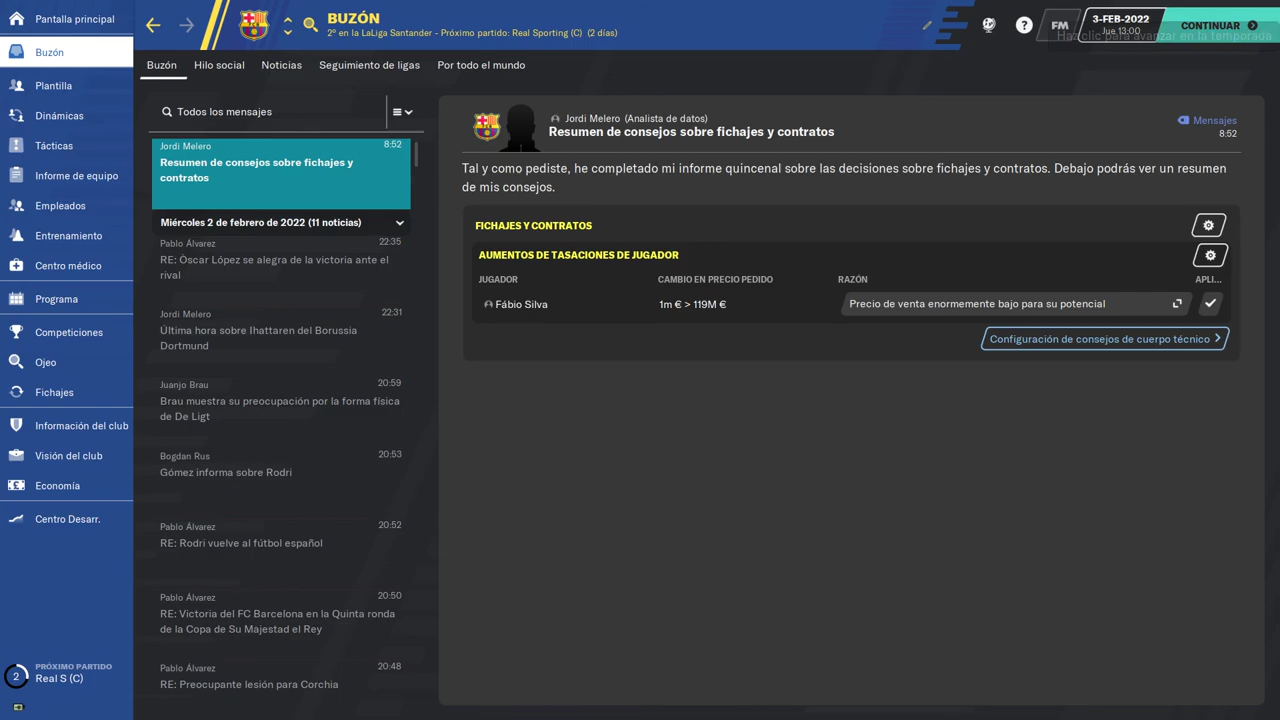 Pantalla principal
Buzón
Plantilla
Dinámicas
Tácticas
Informe de equipo
Empleados
Entrenamiento
Centro médico
Programa
Competiciones
Ojeo
Fichajes
Información del club
Visión del club
Economía
Centro Desarr.
2
PRÓXIMO PARTIDO
Real S (C)
BUZÓN
2º en la LaLiga Santander - Próximo partido: Real Sporting (C) (2 días)
FM
3-FEB-2022
Jue 13:00
CONTINUAR
Haz clic para avanzar en la temporada
Buzón
Hilo social
Noticias
Seguimiento de ligas
Por todo el mundo
Todos los mensajes
Jordi Melero 8:52
Resumen de consejos sobre fichajes y
contratos
Miércoles 2 de febrero de 2022 (11 noticias)
Pablo Álvarez 22:35
RE: Òscar López se alegra de la victoria ante el
rival
Jordi Melero 22:31
Última hora sobre Ihattaren del Borussia
Dortmund
Juanjo Brau 20:59
Brau muestra su preocupación por la forma física
de De Ligt
Bogdan Rus 20:53
Gómez informa sobre Rodri
Pablo Álvarez 20:52
RE: Rodri vuelve al fútbol español
Pablo Álvarez 20:50
RE: Victoria del FC Barcelona en la Quinta ronda
de la Copa de Su Majestad el Rey
Pablo Álvarez 20:48
RE: Preocupante lesión para Corchia
Jordi Melero (Analista de datos)
Resumen de consejos sobre fichajes y contratos
Mensajes
8:52
Tal y como pediste, he completado mi informe quincenal sobre las decisiones sobre fichajes y contratos. Debajo podrás ver un resumen
de mis consejos.
FICHAJES Y CONTRATOS
AUMENTOS DE TASACIONES DE JUGADOR
JUGADOR CAMBIO EN PRECIO PEDIDO RAZÓN APLI...
Fábio Silva 1m € > 119M € Precio de venta enormemente bajo para su potencial
Configuración de consejos de cuerpo técnico